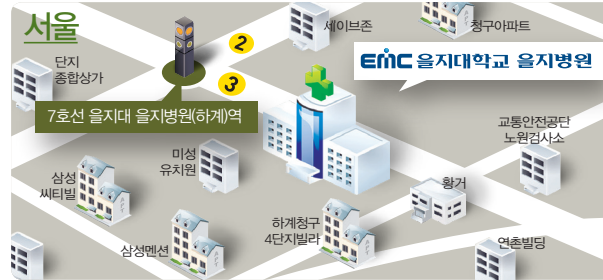 서울
단지
종합상가
2
3
세이브존
청구아파트
EMC 을지대학교 을지병원
7호선 을지대 을지병원(하계)역
교통안전공단
노원검사소
미성
유치원
삼성
씨티빌
황거
하계청구
4단지빌라
삼성멘션
연촌빌딩